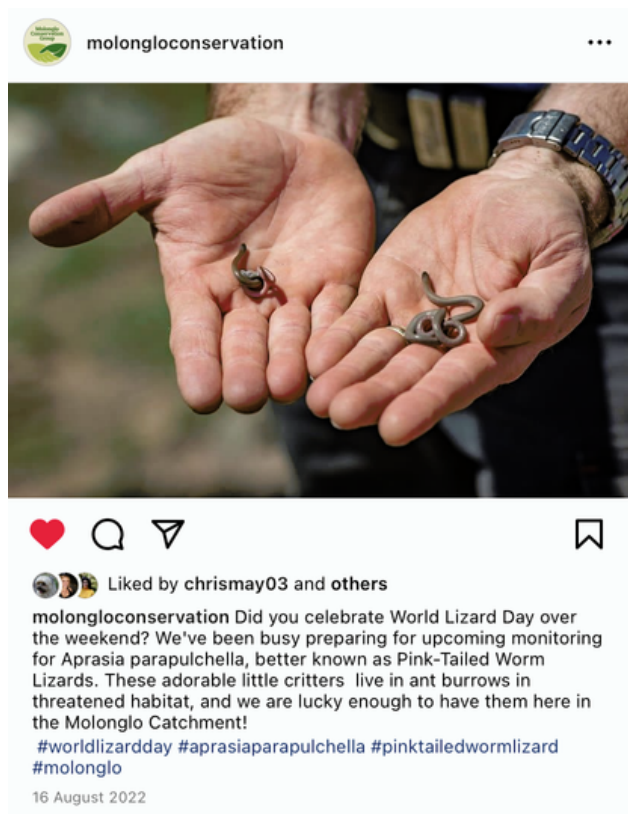 Molonglo
Conservation
Group
molongloconservation
Liked by chrismay03 and others
molongloconservation Did you celebrate World Lizard Day over
the weekend? We've been busy preparing for upcoming monitoring
for Aprasia parapulchella, better known as Pink-Tailed Worm
Lizards. These adorable little critters  live in ant burrows in
threatened habitat, and we are lucky enough to have them here in
the Molonglo Catchment!
#worldlizardday #aprasiaparapulchella #pinktailedwormlizard
#molonglo
16 August 2022